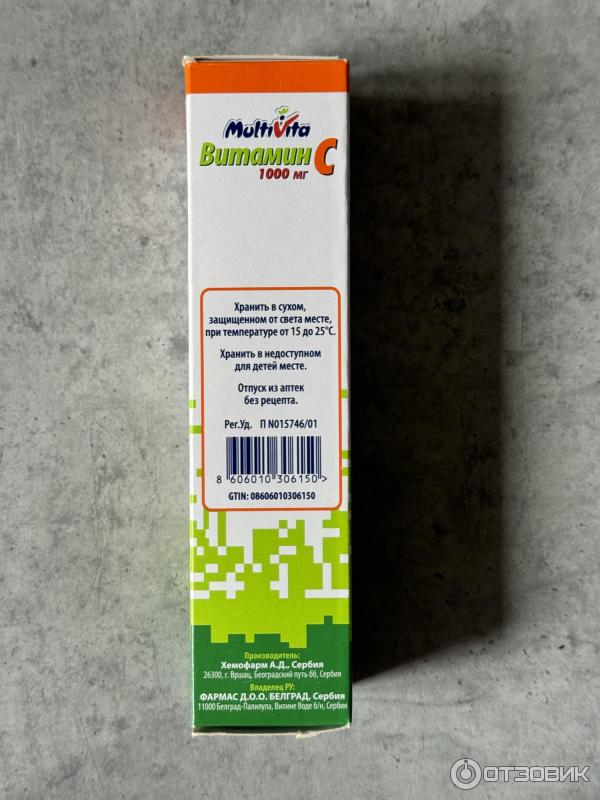 MultiVita
Витамин C
1000 мг
Хранить в сухом,
защищенном от света месте,
при температуре от 15 до 25°C.
Хранить в недоступном
для детей месте.
Отпуск из аптек
без рецепта.
Рег.Уд. П N015746/01
8 606010 306150>
GTIN: 08606010306150
Производитель:
Хемофарм А.Д., Сербия
26300, г. Вршац, Београдский путь бб, Сербия
Владелец РУ:
ФАРМАС Д.О.О. БЕЛГРАД, Сербия
11000 Белград-Палилула, Вилине Воде б/н, Сербия
ОТЗОВИК